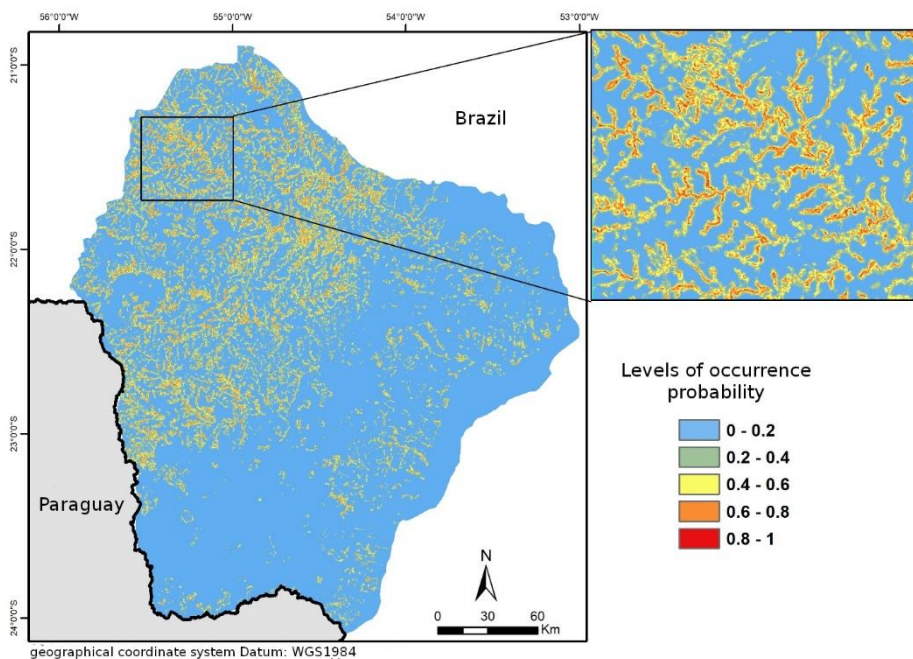 56°0'0"O 55°0'0"O 54°0'0"O 53°0'0"O
21°0'0"S
22°0'0"S
23°0'0"S
24°0'0"S
Brazil
Paraguay
N
0 30 60
Km
Levels of occurrence
probability
0 - 0.2
0.2 - 0.4
0.4 - 0.6
0.6 - 0.8
0.8 - 1
geographical coordinate system Datum: WGS1984